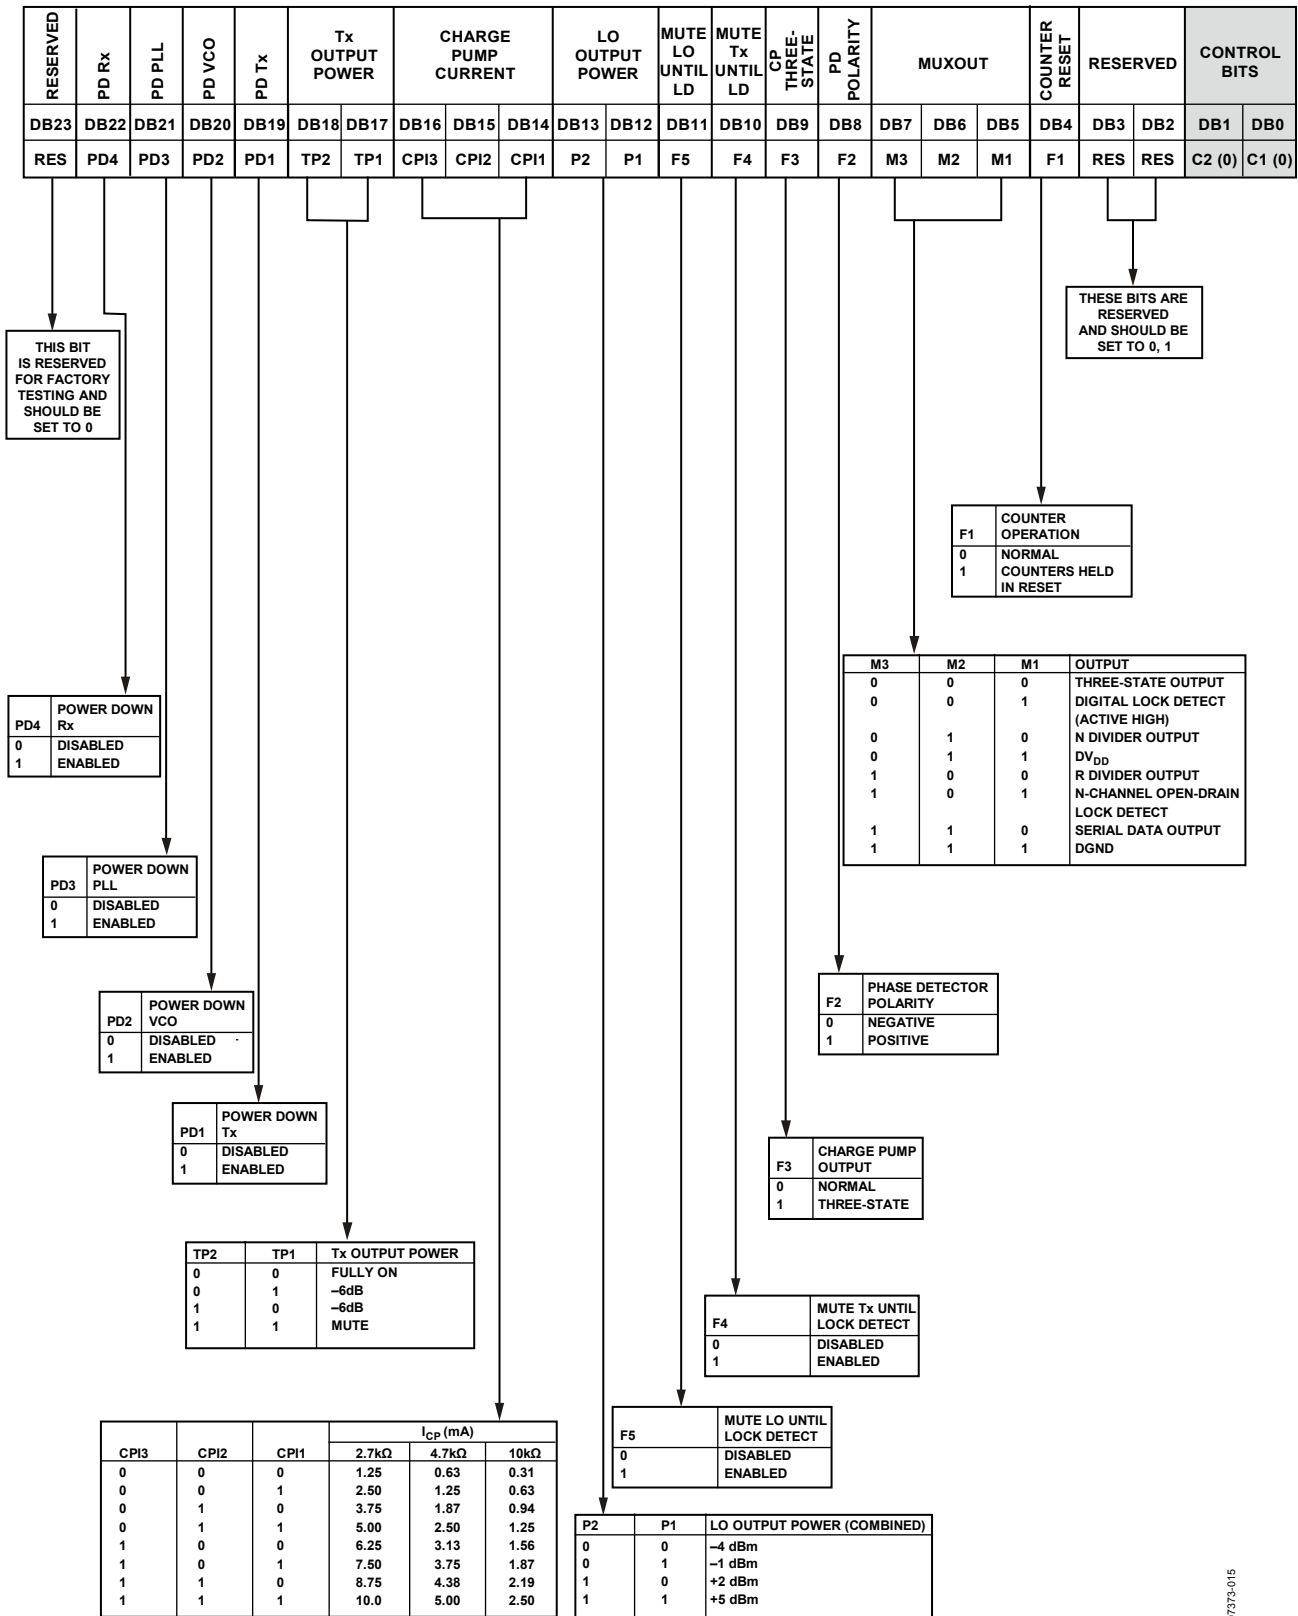 RESERVED
PD Rx
PD PLL
PD VCO
PD Tx
Tx
OUTPUT
POWER
CHARGE
PUMP
CURRENT
LO
OUTPUT
POWER
MUTE
LO
UNTIL
LD
MUTE
Tx
UNTIL
LD
CP
THREE-
STATE
PD
POLARITY
MUXOUT
COUNTER
RESET
RESERVED
CONTROL
BITS
DB23 DB22 DB21 DB20 DB19 DB18 DB17 DB16 DB15 DB14 DB13 DB12 DB11 DB10 DB9 DB8 DB7 DB6 DB5 DB4 DB3 DB2 DB1 DB0
RES PD4 PD3 PD2 PD1 TP2 TP1 CPI3 CPI2 CPI1 P2 P1 F5 F4 F3 F2 M3 M2 M1 F1 RES RES C2 (0) C1 (0)
THESE BITS ARE
RESERVED
AND SHOULD BE
SET TO 0, 1
THIS BIT
IS RESERVED
FOR FACTORY
TESTING AND
SHOULD BE
SET TO 0
COUNTER
F1 OPERATION
0 NORMAL
1 COUNTERS HELD
IN RESET
M3 M2 M1 OUTPUT
0 0 0 THREE-STATE OUTPUT
0 0 1 DIGITAL LOCK DETECT
(ACTIVE HIGH)
0 1 0 N DIVIDER OUTPUT
0 1 1 DVDD
1 0 0 R DIVIDER OUTPUT
1 0 1 N-CHANNEL OPEN-DRAIN
LOCK DETECT
1 1 0 SERIAL DATA OUTPUT
1 1 1 DGND
POWER DOWN
PD4 Rx
0 DISABLED
1 ENABLED
POWER DOWN
PD3 PLL
0 DISABLED
1 ENABLED
PHASE DETECTOR
F2 POLARITY
0 NEGATIVE
1 POSITIVE
POWER DOWN
PD2 VCO
0 DISABLED
1 ENABLED
POWER DOWN
PD1 Tx
0 DISABLED
1 ENABLED
CHARGE PUMP
F3 OUTPUT
0 NORMAL
1 THREE-STATE
TP2 TP1 Tx OUTPUT POWER
0 0 FULLY ON
0 1 –6dB
1 0 –6dB
1 1 MUTE
MUTE Tx UNTIL
F4 LOCK DETECT
0 DISABLED
1 ENABLED
MUTE LO UNTIL
F5 LOCK DETECT
0 DISABLED
1 ENABLED
ICP (mA)
CPI3 CPI2 CPI1 2.7kΩ 4.7kΩ 10kΩ
0 0 0 1.25 0.63 0.31
0 0 1 2.50 1.25 0.63
0 1 0 3.75 1.87 0.94
0 1 1 5.00 2.50 1.25
1 0 0 6.25 3.13 1.56
1 0 1 7.50 3.75 1.87
1 1 0 8.75 4.38 2.19
1 1 1 10.0 5.00 2.50
P2 P1 LO OUTPUT POWER (COMBINED)
0 0 –4 dBm
0 1 –1 dBm
1 0 +2 dBm
1 1 +5 dBm